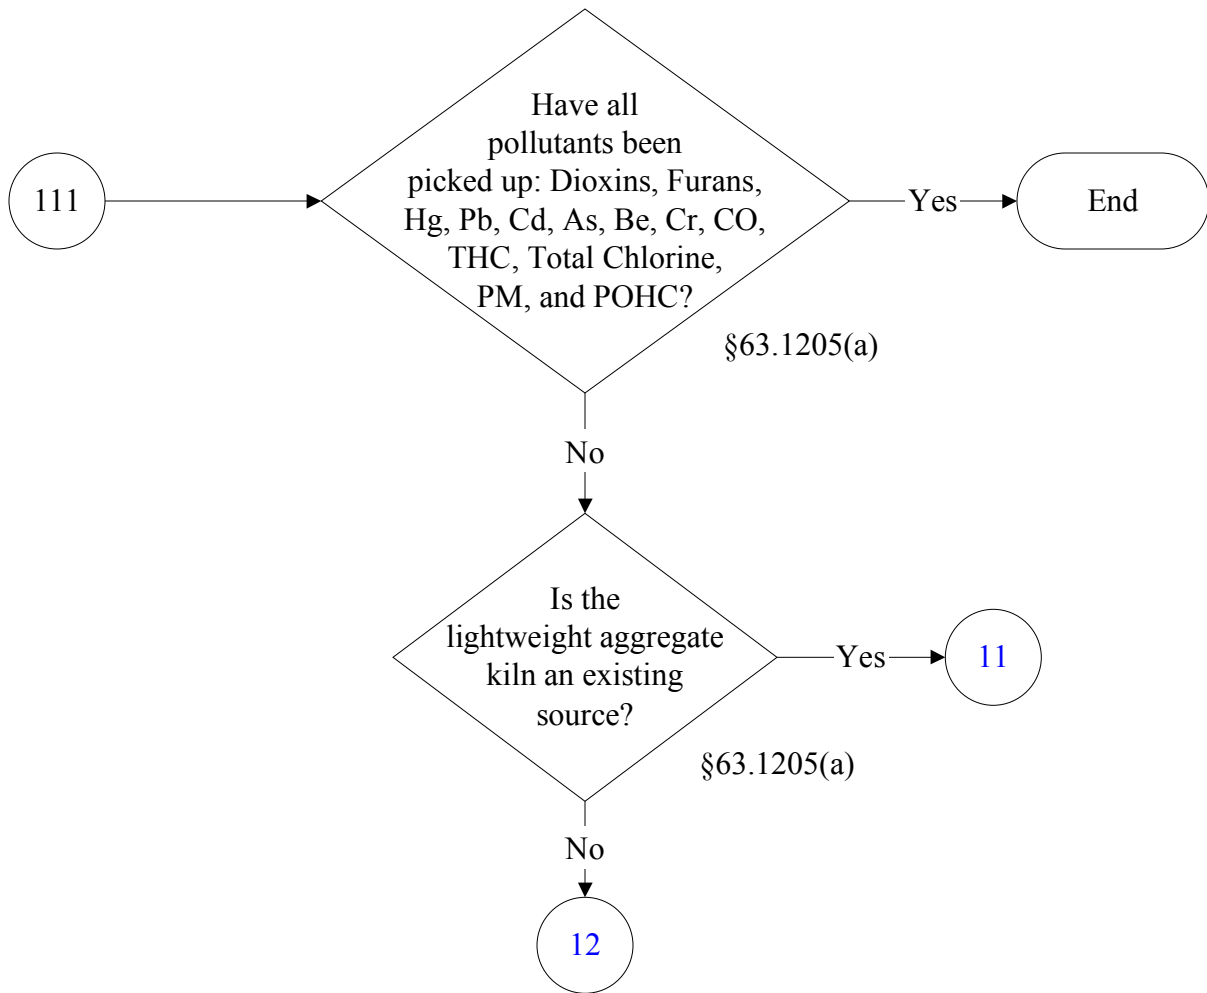 Have all
pollutants been
picked up: Dioxins, Furans,
Hg, Pb, Cd, As, Be, Cr, CO,
THC, Total Chlorine,
PM, and POHC?
111
Yes
End
§63.1205(a)
No
Is the
lightweight aggregate
kiln an existing
source?
Yes
11
§63.1205(a)
No
12